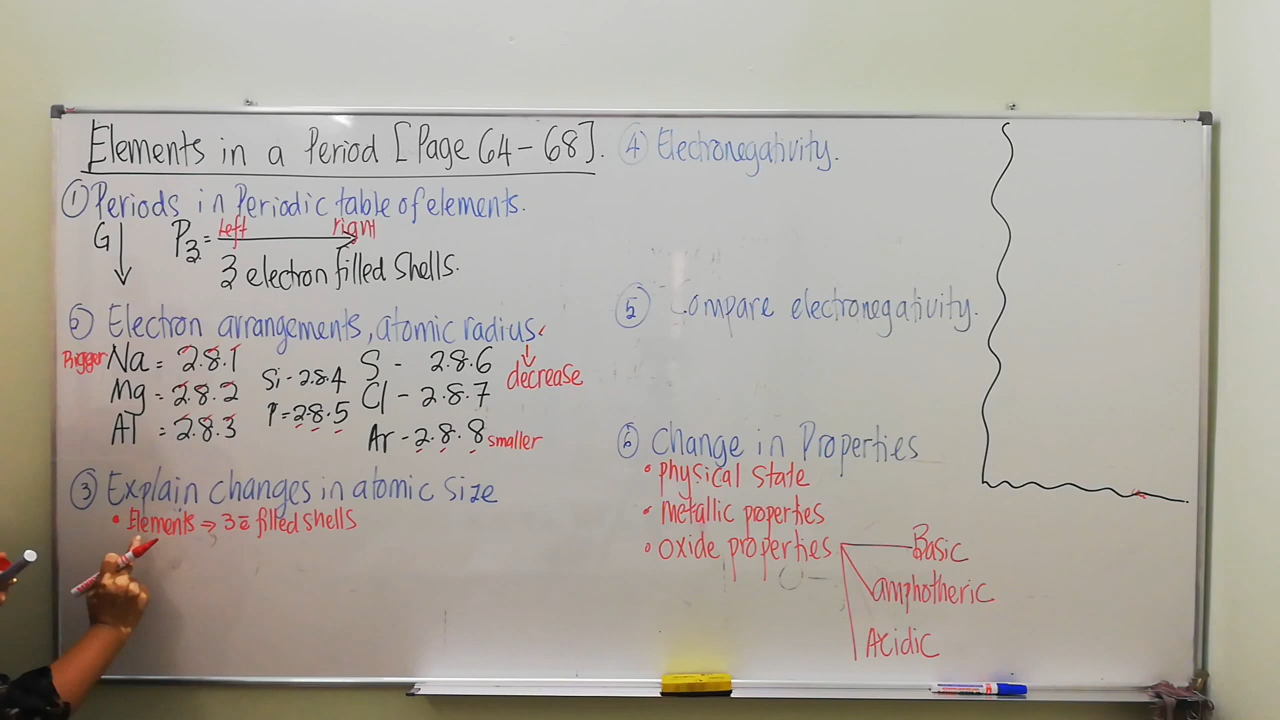 Elements in a Period [Page 64 - 68].
① Periods in Periodic table of elements.
G P3 = Left right
3 electron filled shells.
② Electron arrangements, atomic radius
Bigger Na = 2.8.1
Mg = 2.8.2
Al = 2.8.3
Si - 2.8.4
P = 2.8.5
S - 2.8.6
Cl - 2.8.7
Ar - 2.8.8 smaller
decrease
③ Explain changes in atomic size
• Elements → 3ē filled shells
④ Electronegativity.
⑤ Compare electronegativity.
⑥ Change in Properties
• Physical state
• Metallic properties
• oxide properties
Basic
amphotheric
Acidic